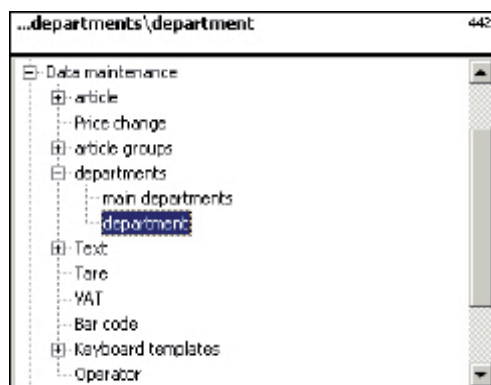 ...departments\department 442
Data maintenance
article
Price change
article groups
departments
main departments
department
Text
Tare
VAT
Bar code
Keyboard templates
Operator